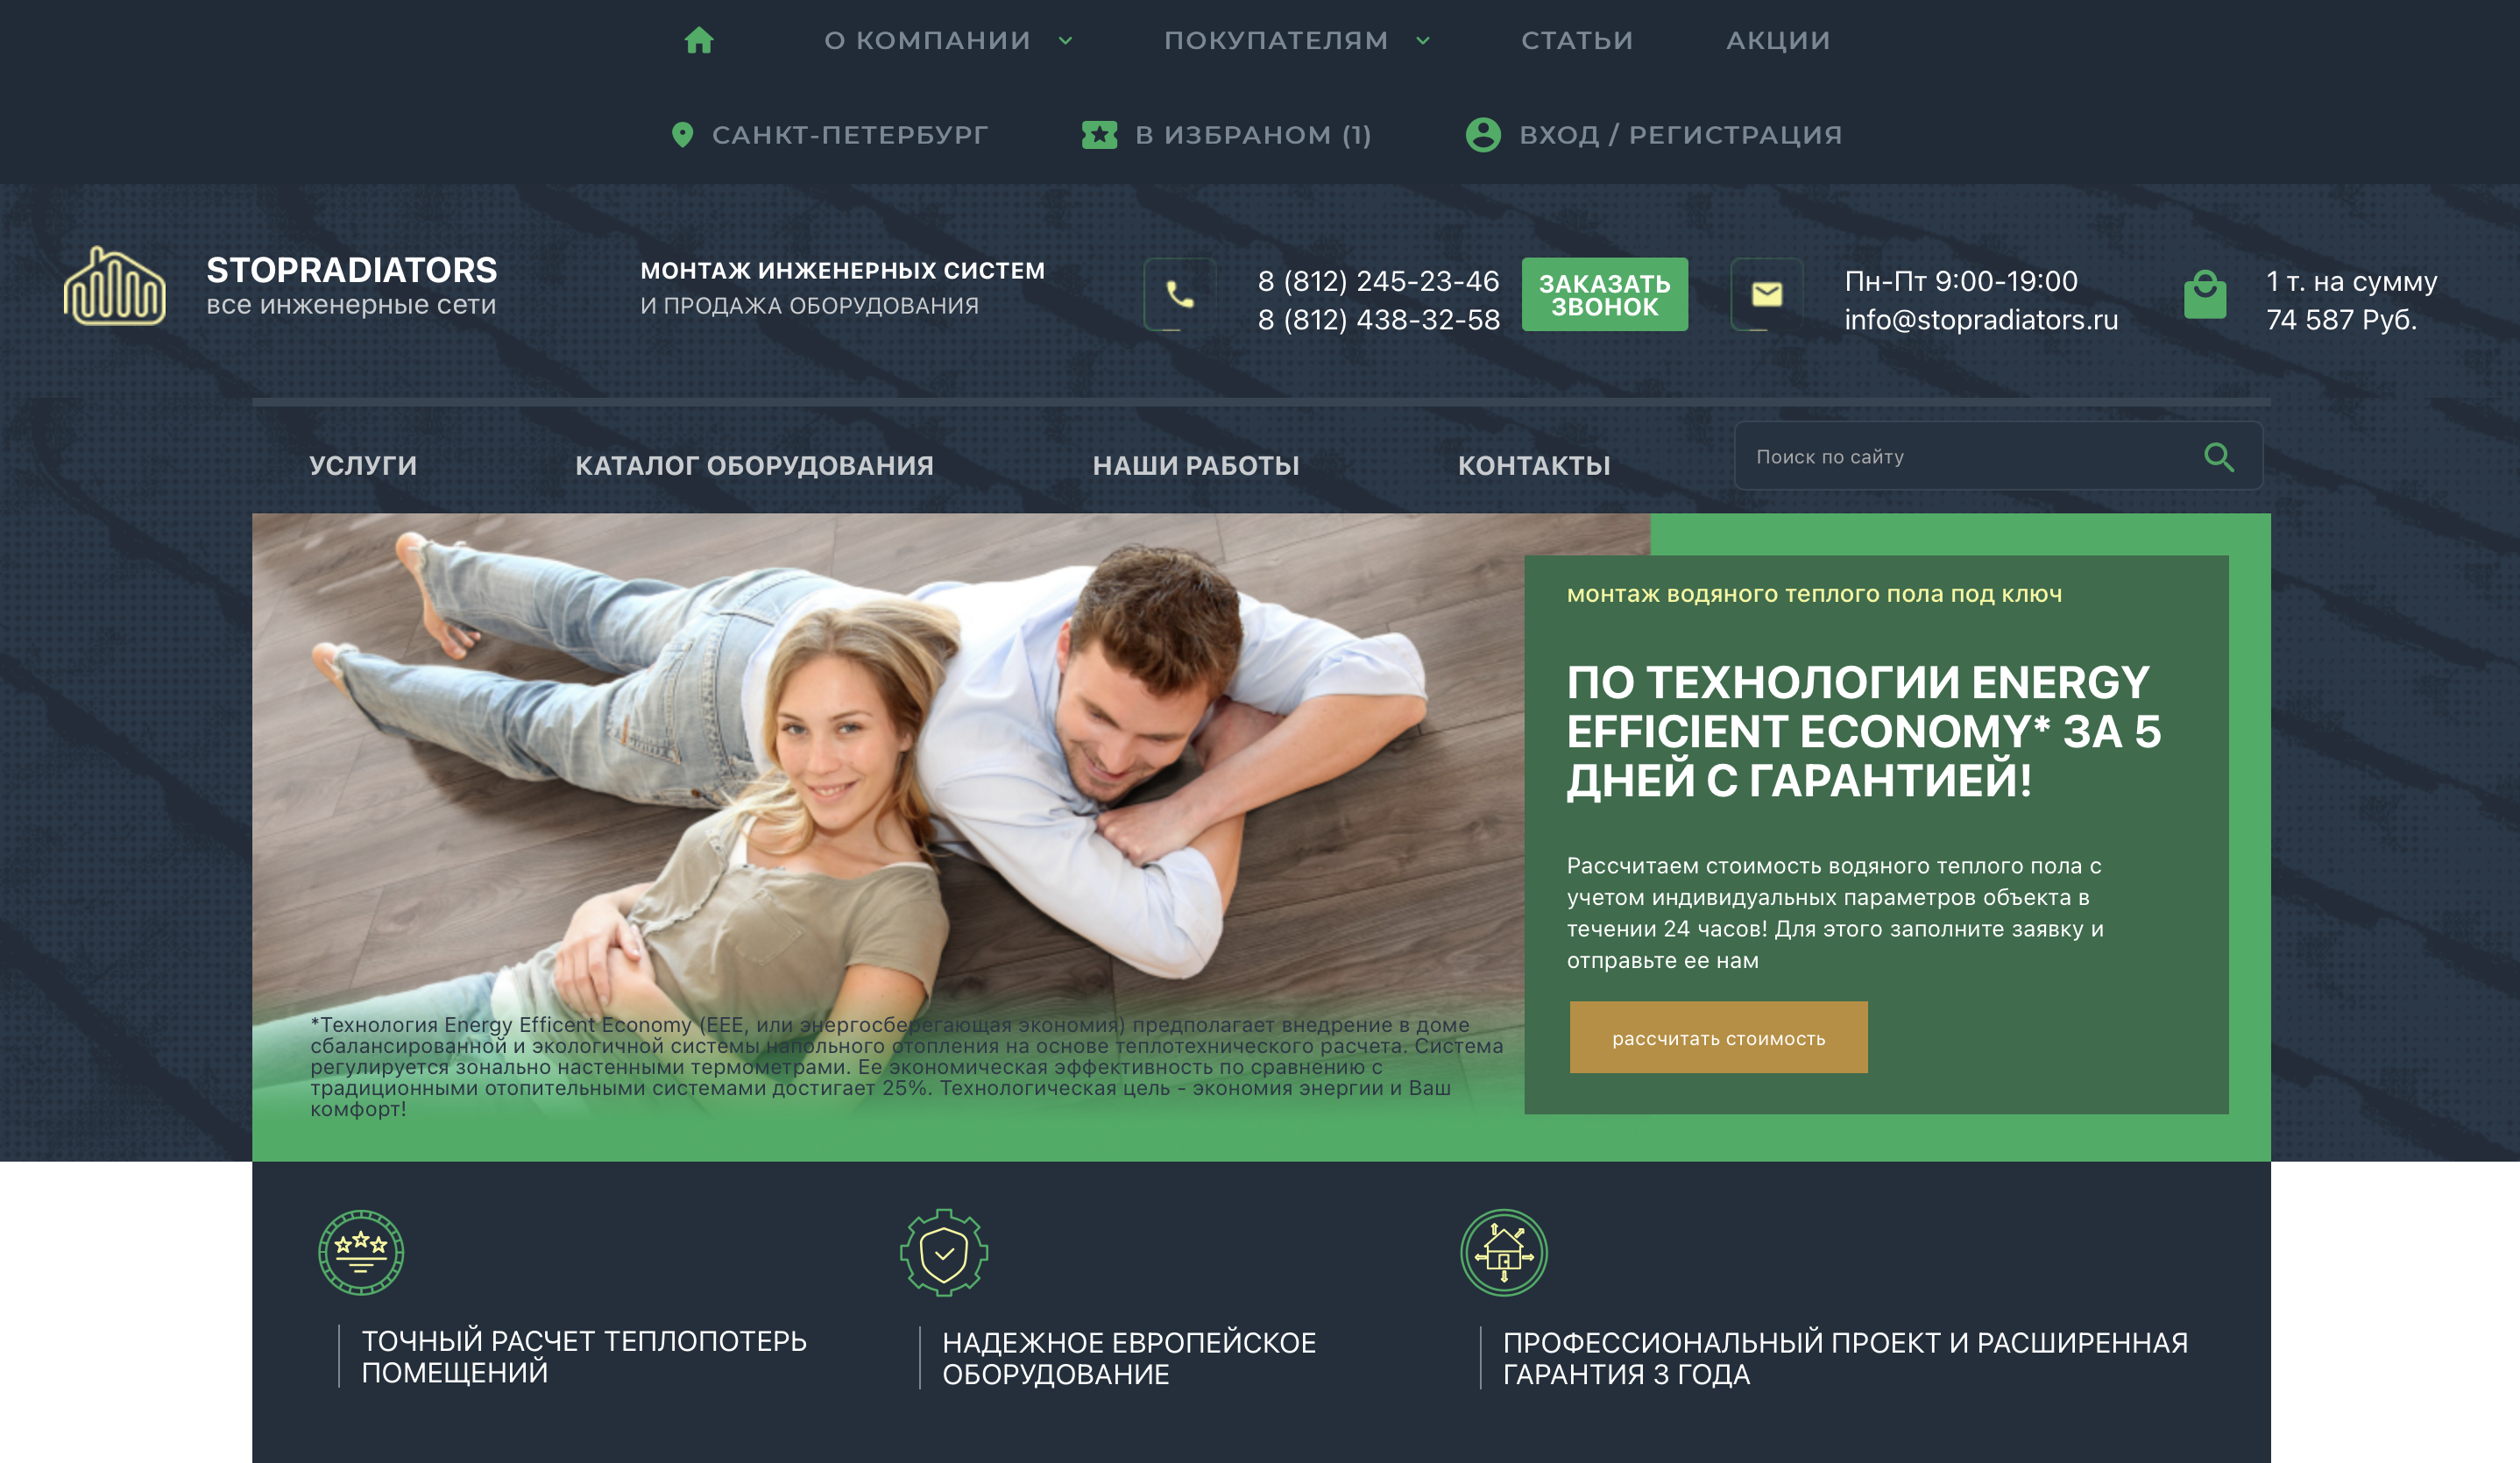 О КОМПАНИИ ПОКУПАТЕЛЯМ СТАТЬИ АКЦИИ
САНКТ-ПЕТЕРБУРГ В ИЗБРАНОМ (1) ВХОД / РЕГИСТРАЦИЯ
STOPRADIATORS
все инженерные сети
МОНТАЖ ИНЖЕНЕРНЫХ СИСТЕМ
И ПРОДАЖА ОБОРУДОВАНИЯ
8 (812) 245-23-46
8 (812) 438-32-58
ЗАКАЗАТЬ
ЗВОНОК
Пн-Пт 9:00-19:00
info@stopradiators.ru
1 т. на сумму
74 587 Руб.
УСЛУГИ КАТАЛОГ ОБОРУДОВАНИЯ НАШИ РАБОТЫ КОНТАКТЫ
Поиск по сайту
монтаж водяного теплого пола под ключ
ПО ТЕХНОЛОГИИ ENERGY
EFFICIENT ECONOMY* ЗА 5
ДНЕЙ С ГАРАНТИЕЙ!
Рассчитаем стоимость водяного теплого пола с
учетом индивидуальных параметров объекта в
течении 24 часов! Для этого заполните заявку и
отправьте ее нам
рассчитать стоимость
*Технология Energy Efficent Economy (EEE, или энергосберегающая экономия) предполагает внедрение в доме
сбалансированной и экологичной системы напольного отопления на основе теплотехнического расчета. Система
регулируется зонально настенными термометрами. Ее экономическая эффективность по сравнению с
традиционными отопительными системами достигает 25%. Технологическая цель - экономия энергии и Ваш
комфорт!
ТОЧНЫЙ РАСЧЕТ ТЕПЛОПОТЕРЬ
ПОМЕЩЕНИЙ
НАДЕЖНОЕ ЕВРОПЕЙСКОЕ
ОБОРУДОВАНИЕ
ПРОФЕССИОНАЛЬНЫЙ ПРОЕКТ И РАСШИРЕННАЯ
ГАРАНТИЯ 3 ГОДА